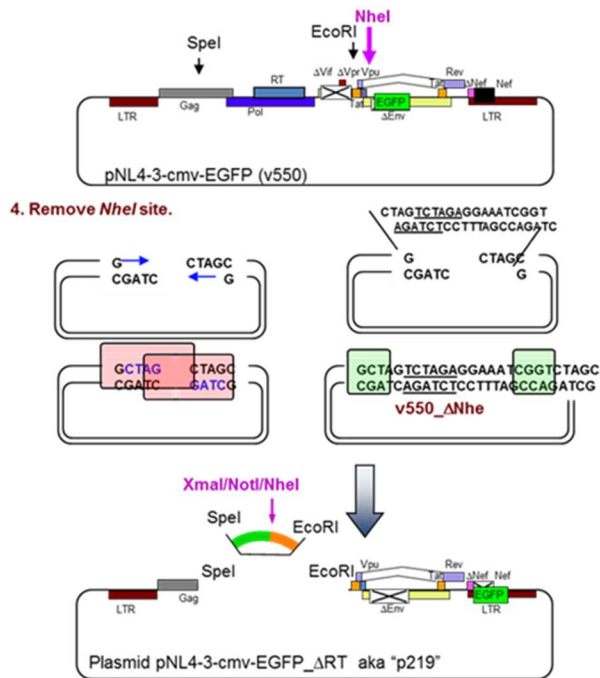 NheI
EcoRI
SpeI
ΔVif
ΔVpr
Vpu
Rev
ΔNef
Nef
RT
Tat
Tat
EGFP
LTR
Gag
Pol
ΔEnv
LTR
pNL4-3-cmv-EGFP (v550)
4. Remove NheI site.
CTAGTCTAGAGGAAATCGGT
AGATCTCCTTTAGCCAGATC
G CTAGC
CGATC G
G CTAGC
CGATC G
GCTAG CTAGC
CGATC GATCG
GCTAGTCTAGAGGAAATCGGTCTAGC
CGATCAGATCTCCTTTAGCCAGATCG
v550_ΔNhe
XmaI/NotI/NheI
SpeI
EcoRI
SpeI
EcoRI
Vpu
Rev
Tat
ΔNef
Nef
LTR
Gag
ΔEnv
EGFP
LTR
Plasmid pNL4-3-cmv-EGFP_ΔRT aka "p219"